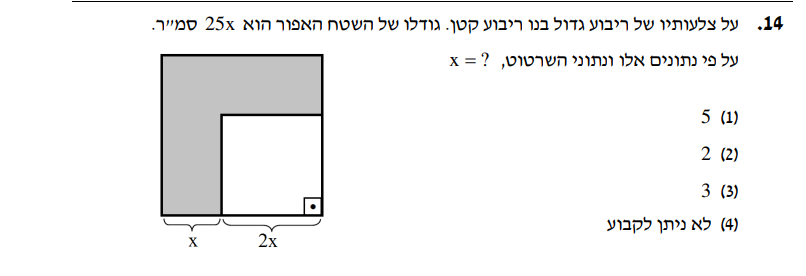 14. על צלעותיו של ריבוע גדול בנו ריבוע קטן. גודלו של השטח האפור הוא 25x סמ״ר.
על פי נתונים אלו ונתוני השרטוט, x = ?
(1) 5
(2) 2
(3) 3
(4) לא ניתן לקבוע
x 2x